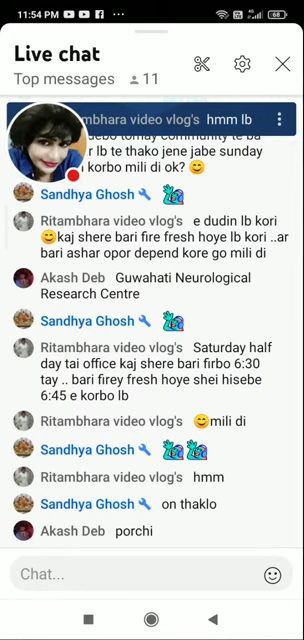 11:54 PM
68
Live chat
Top messages 11
mbhara video vlog's hmm lb
debo tomay community te ba
r lb te thako jene jabe sunday
korbo mili di ok? 😊
Sandhya Ghosh
Ritambhara video vlog's e dudin lb kori
😊kaj shere bari fire fresh hoye lb kori ..ar
bari ashar opor depend kore go mili di
Akash Deb Guwahati Neurological
Research Centre
Sandhya Ghosh
Ritambhara video vlog's Saturday half
day tai office kaj shere bari firbo 6:30
tay .. bari firey fresh hoye shei hisebe
6:45 e korbo lb
Ritambhara video vlog's 😊mili di
Sandhya Ghosh
Ritambhara video vlog's hmm
Sandhya Ghosh on thaklo
Akash Deb porchi
Chat...